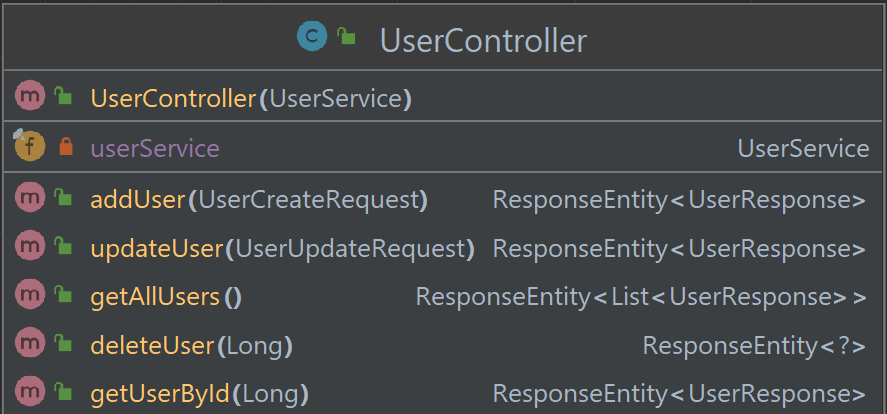 C UserController
m UserController(UserService)
f userService UserService
m addUser(UserCreateRequest) ResponseEntity<UserResponse>
m updateUser(UserUpdateRequest) ResponseEntity<UserResponse>
m getAllUsers() ResponseEntity<List<UserResponse>>
m deleteUser(Long) ResponseEntity<?>
m getUserById(Long) ResponseEntity<UserResponse>